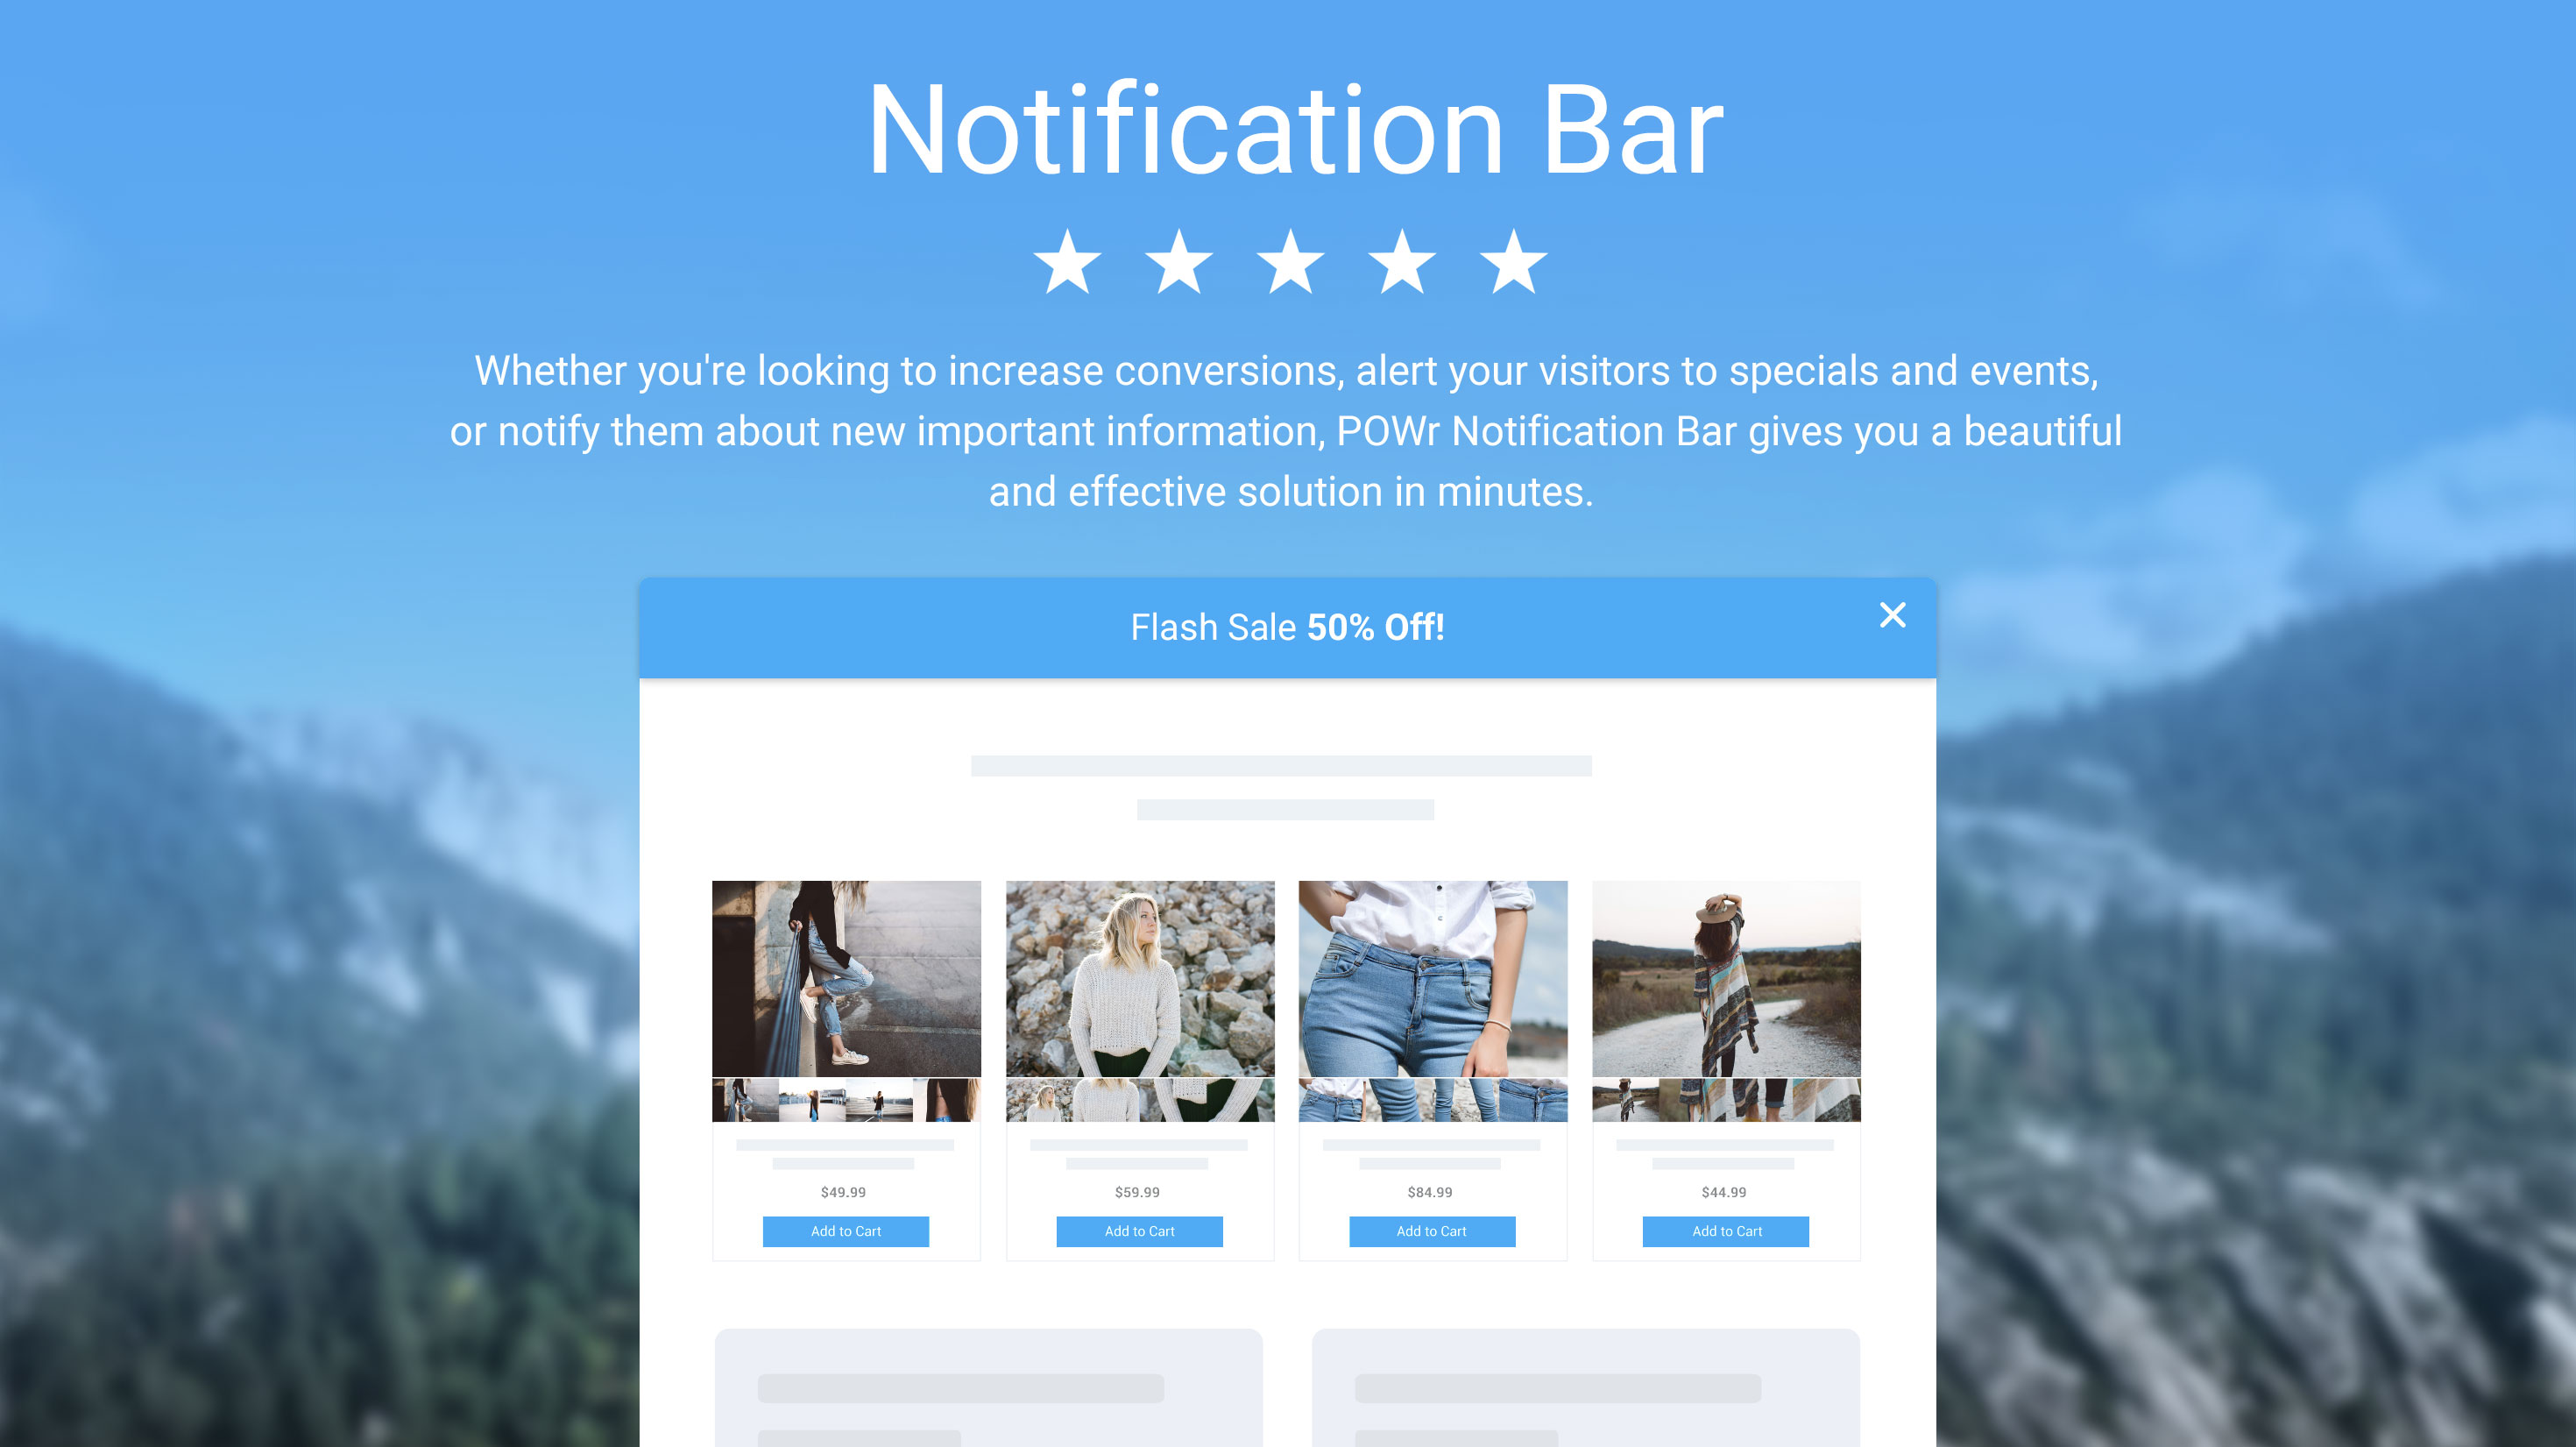 Notification Bar
Whether you're looking to increase conversions, alert your visitors to specials and events,
or notify them about new important information, POWr Notification Bar gives you a beautiful
and effective solution in minutes.
Flash Sale 50% Off!
$49.99
$59.99
$84.99
$44.99
Add to Cart
Add to Cart
Add to Cart
Add to Cart